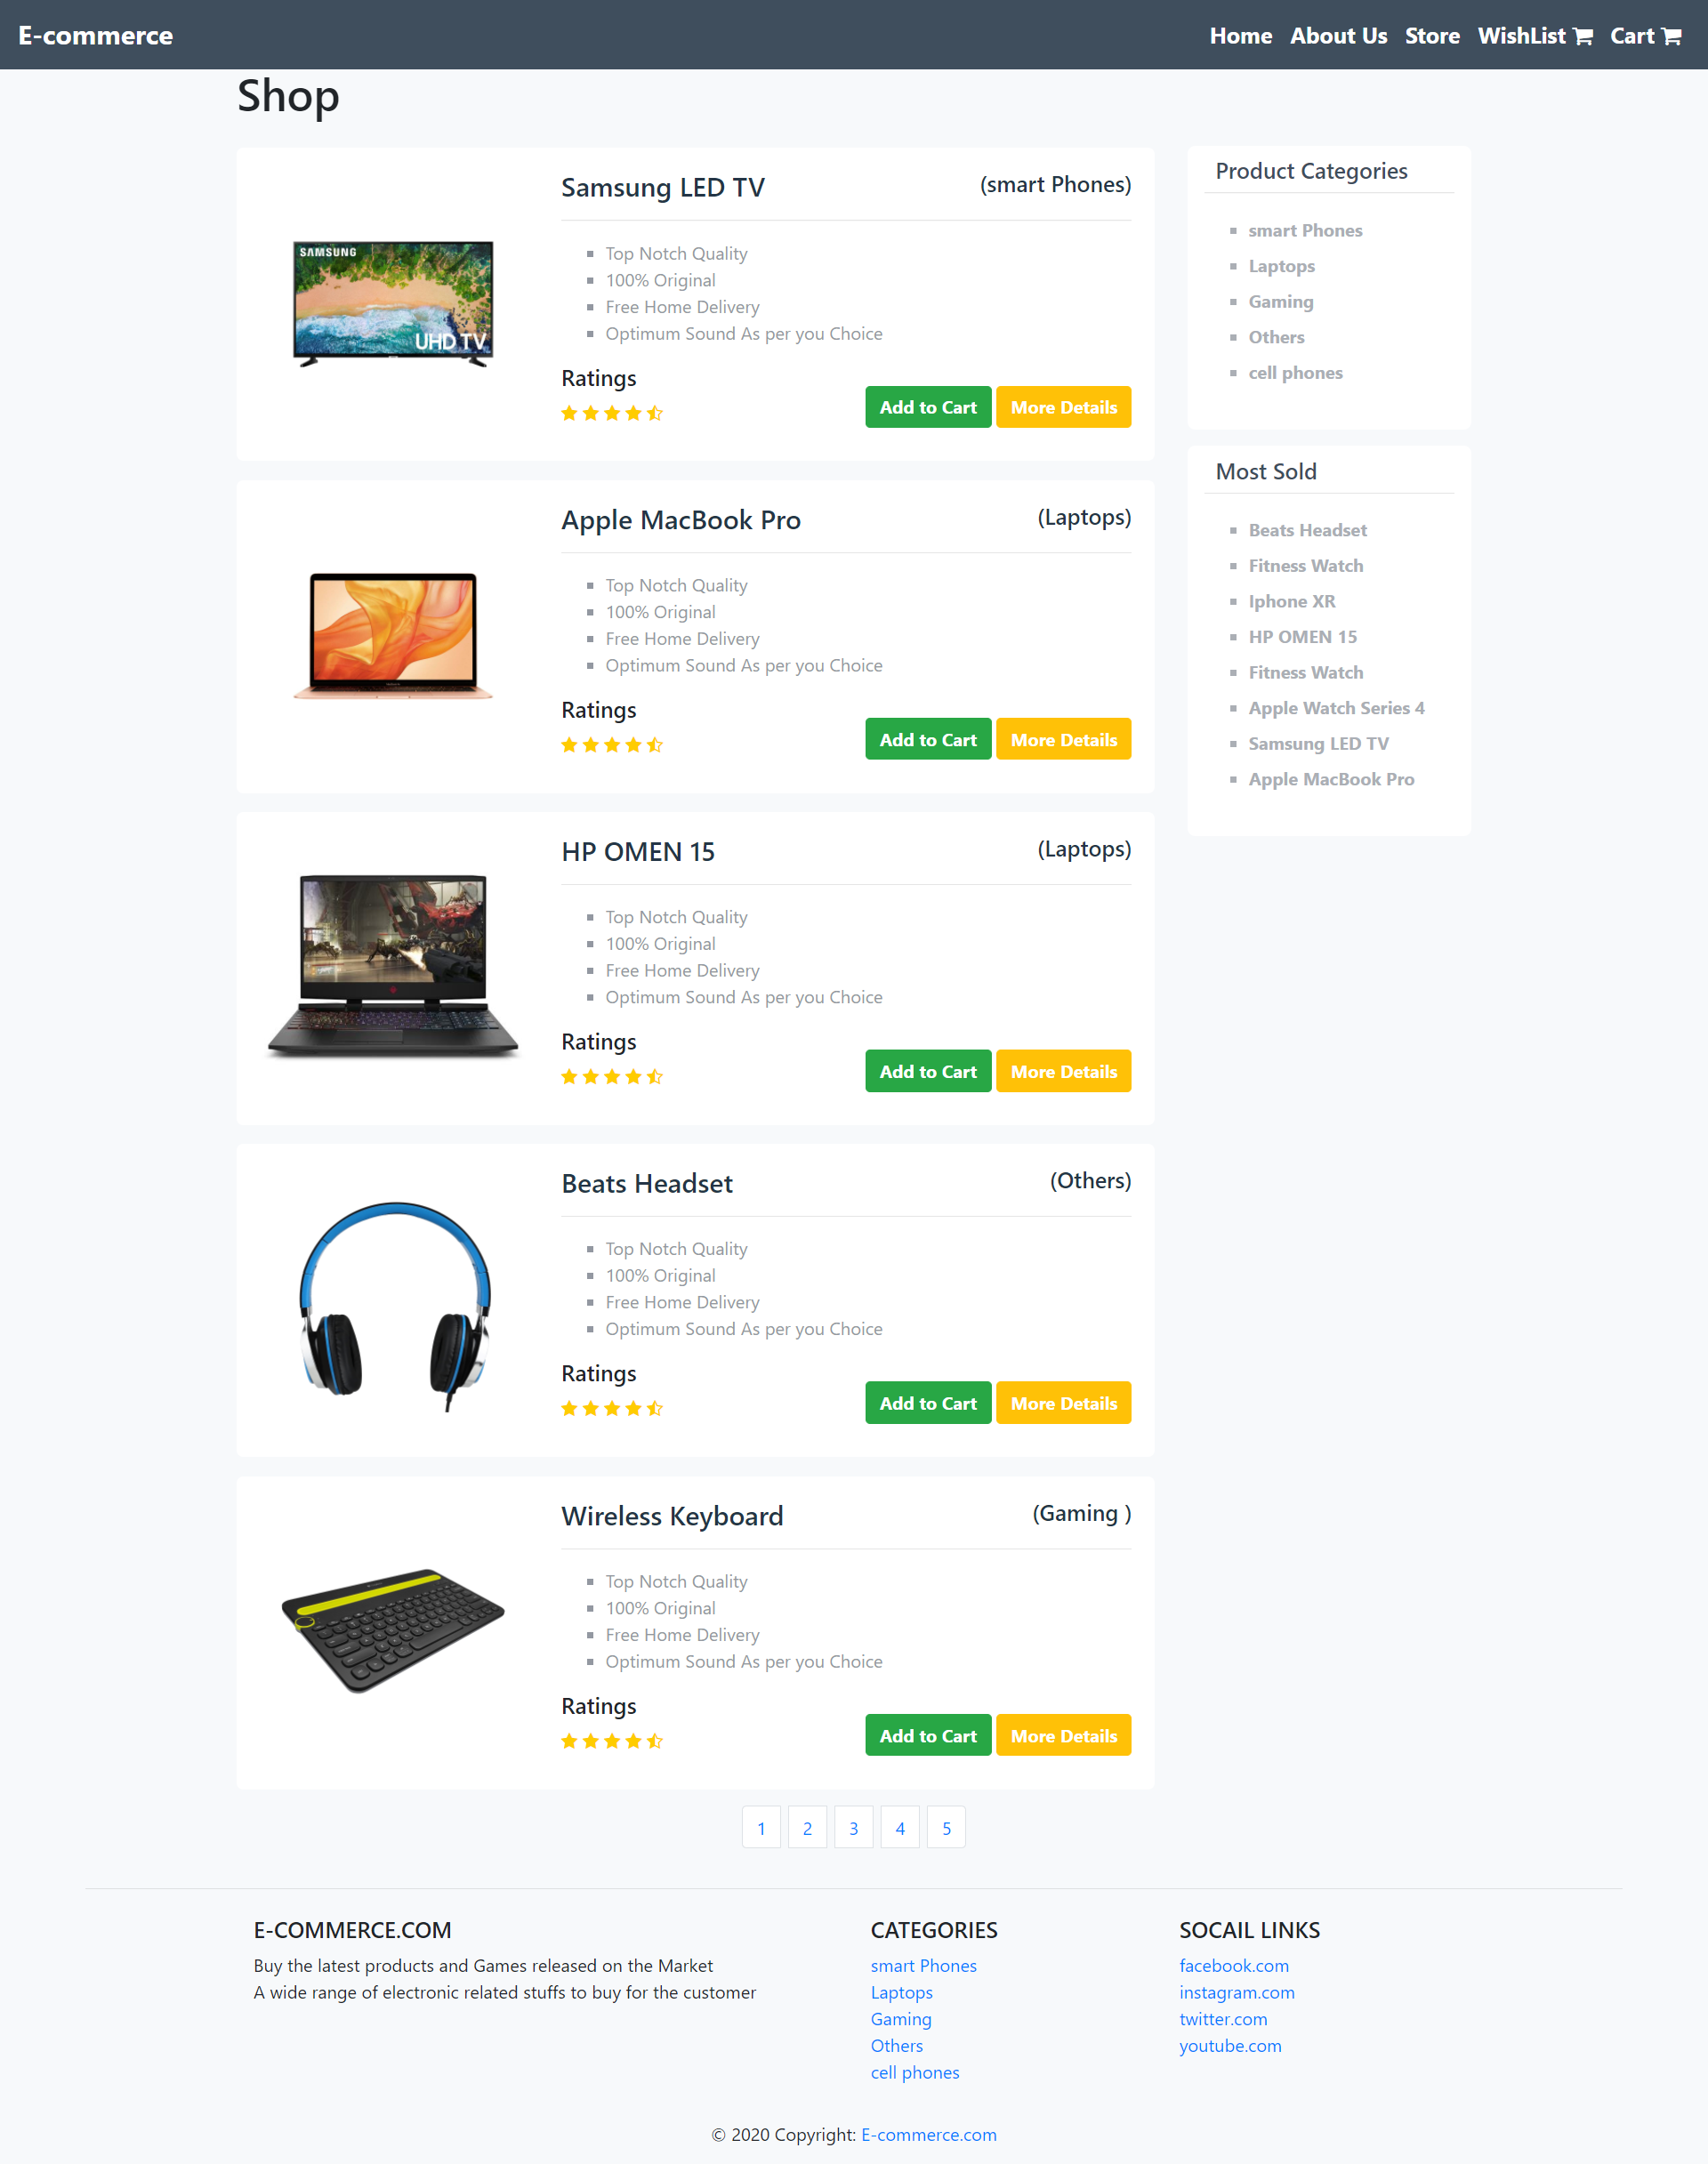 E-commerce
Home About Us Store WishList Cart
Shop
SAMSUNG
UHD TV
Samsung LED TV (smart Phones)
Top Notch Quality
100% Original
Free Home Delivery
Optimum Sound As per you Choice
Ratings
Add to Cart More Details
Apple MacBook Pro (Laptops)
Top Notch Quality
100% Original
Free Home Delivery
Optimum Sound As per you Choice
Ratings
Add to Cart More Details
HP OMEN 15 (Laptops)
Top Notch Quality
100% Original
Free Home Delivery
Optimum Sound As per you Choice
Ratings
Add to Cart More Details
Beats Headset (Others)
Top Notch Quality
100% Original
Free Home Delivery
Optimum Sound As per you Choice
Ratings
Add to Cart More Details
Wireless Keyboard (Gaming )
Top Notch Quality
100% Original
Free Home Delivery
Optimum Sound As per you Choice
Ratings
Add to Cart More Details
Product Categories
smart Phones
Laptops
Gaming
Others
cell phones
Most Sold
Beats Headset
Fitness Watch
Iphone XR
HP OMEN 15
Fitness Watch
Apple Watch Series 4
Samsung LED TV
Apple MacBook Pro
1 2 3 4 5
E-COMMERCE.COM
Buy the latest products and Games released on the Market
A wide range of electronic related stuffs to buy for the customer
CATEGORIES
smart Phones
Laptops
Gaming
Others
cell phones
SOCAIL LINKS
facebook.com
instagram.com
twitter.com
youtube.com
© 2020 Copyright: E-commerce.com